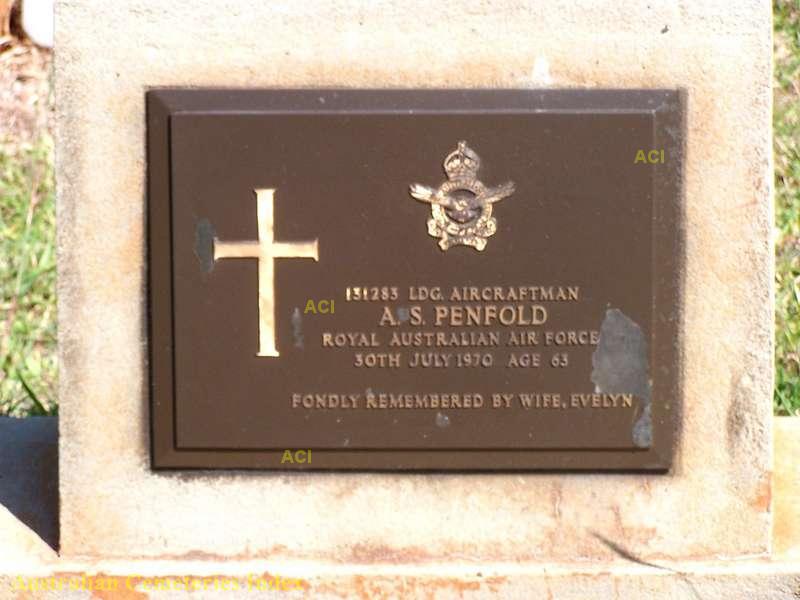 ACI
131283 LDG. AIRCRAFTMAN
ACI
A. S. PENFOLD
ROYAL AUSTRALIAN AIR FORCE
30TH JULY 1970 AGE 63
FONDLY REMEMBERED BY WIFE, EVELYN
ACI
Australian Cemeteries Index